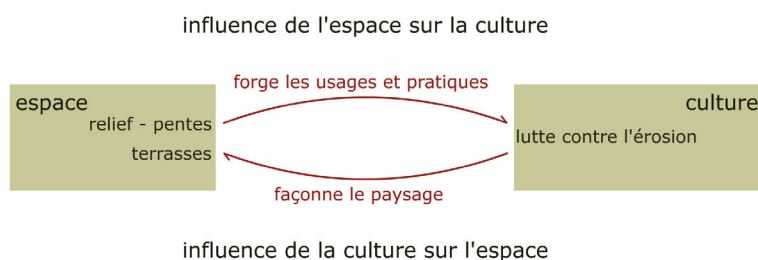 influence de l'espace sur la culture
forge les usages et pratiques
espace
culture
relief - pentes
lutte contre l'érosion
terrasses
façonne le paysage
influence de la culture sur l'espace